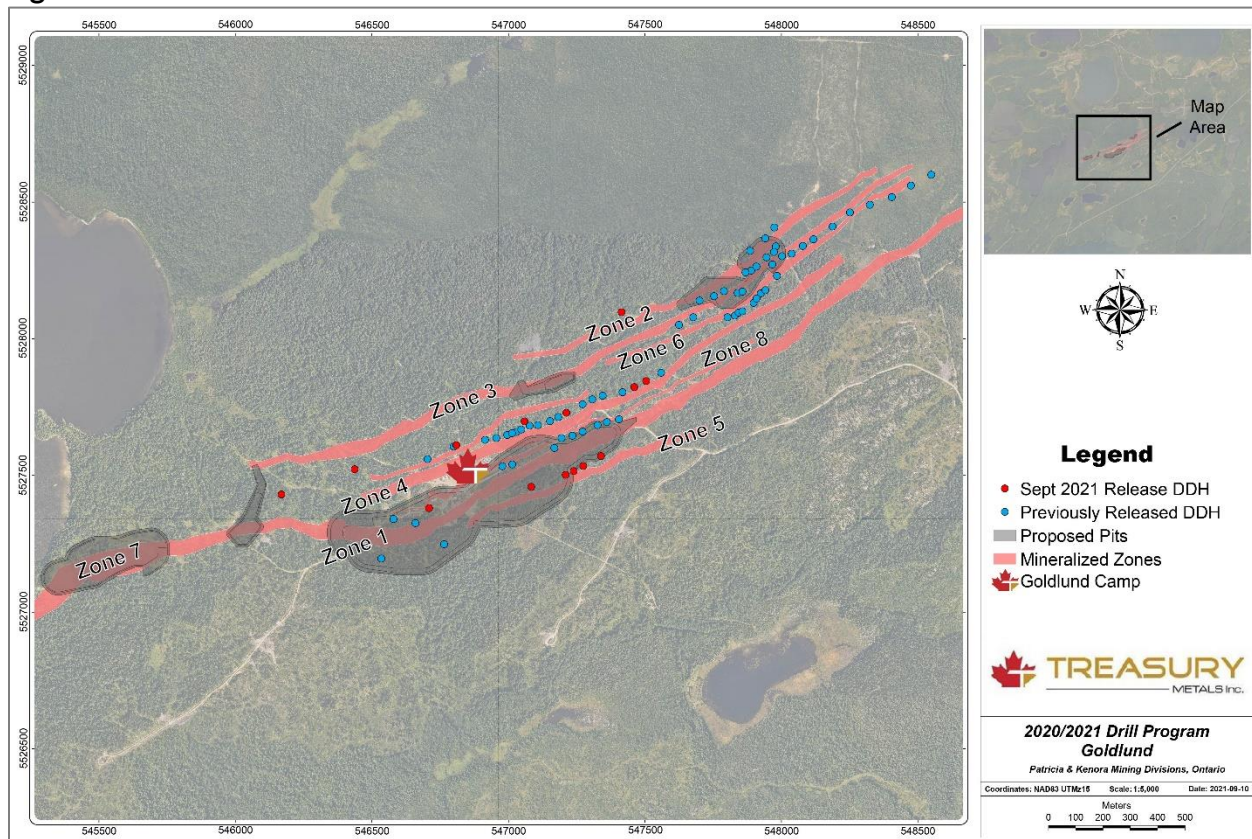 545500 546000 546500 547000 547500 548000 548500
5529000
5528500
5528000
5527500
5527000
5526500
Zone 2
Zone 6
Zone 8
Zone 3
Zone 5
Zone 4
Zone 1
Zone 7
545500 546000 546500 547000 547500 548000 548500
Map
Area
N
W E
S
Legend
Sept 2021 Release DDH
Previously Released DDH
Proposed Pits
Mineralized Zones
Goldlund Camp
TREASURY
METALS Inc.
2020/2021 Drill Program
Goldlund
Patricia & Kenora Mining Divisions, Ontario
Coordinates: NAD83 UTMz15 Scale: 1:5,000 Date: 2021-09-10
Meters
0 100 200 300 400 500